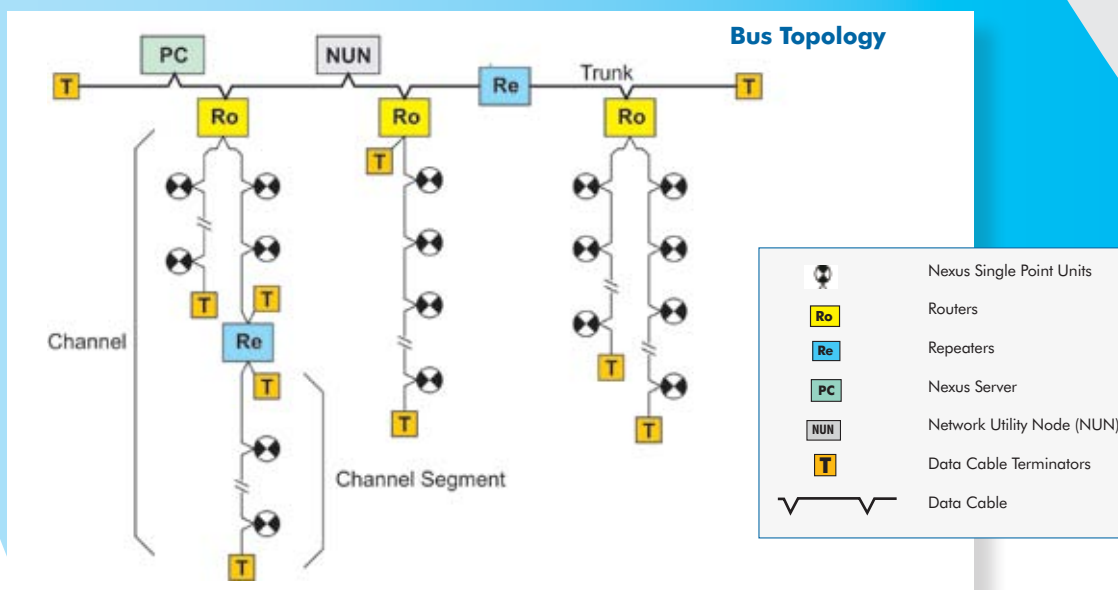 Bus Topology
PC
NUN
T
Re
Trunk
T
Ro
Ro
Ro
T
T
T
Channel
Re
T
T
T
T
T
Channel Segment
T
Nexus Single Point Units
Ro Routers
Re Repeaters
PC Nexus Server
NUN Network Utility Node (NUN)
T Data Cable Terminators
Data Cable